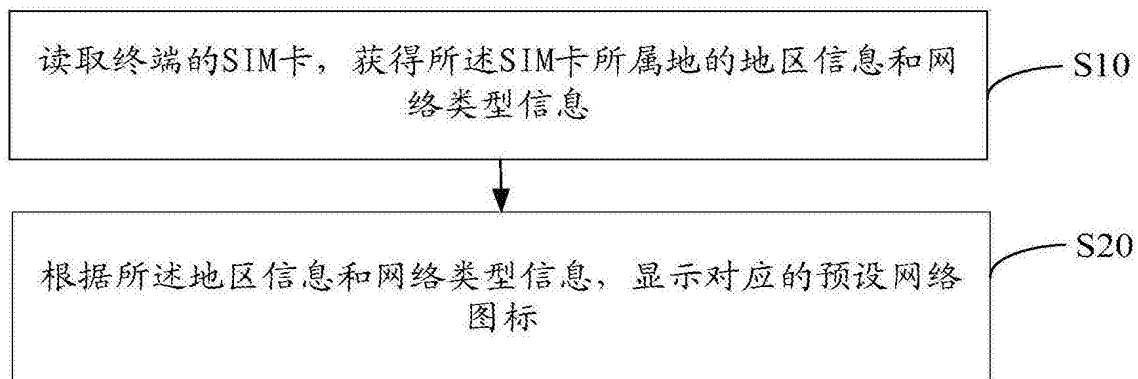 读取终端的SIM卡，获得所述SIM卡所属地的地区信息和网
络类型信息
S10
根据所述地区信息和网络类型信息，显示对应的预设网络
图标
S20